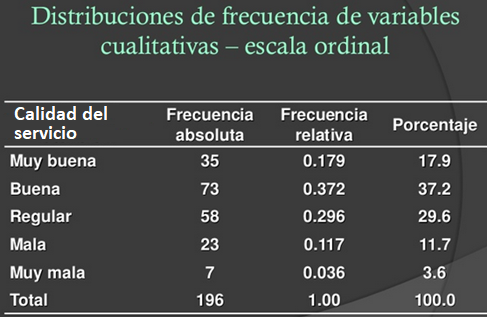 Distribuciones de frecuencia de variables
cualitativas – escala ordinal
Calidad del servicio Frecuencia absoluta Frecuencia relativa Porcentaje
Muy buena 35 0.179 17.9
Buena 73 0.372 37.2
Regular 58 0.296 29.6
Mala 23 0.117 11.7
Muy mala 7 0.036 3.6
Total 196 1.00 100.0